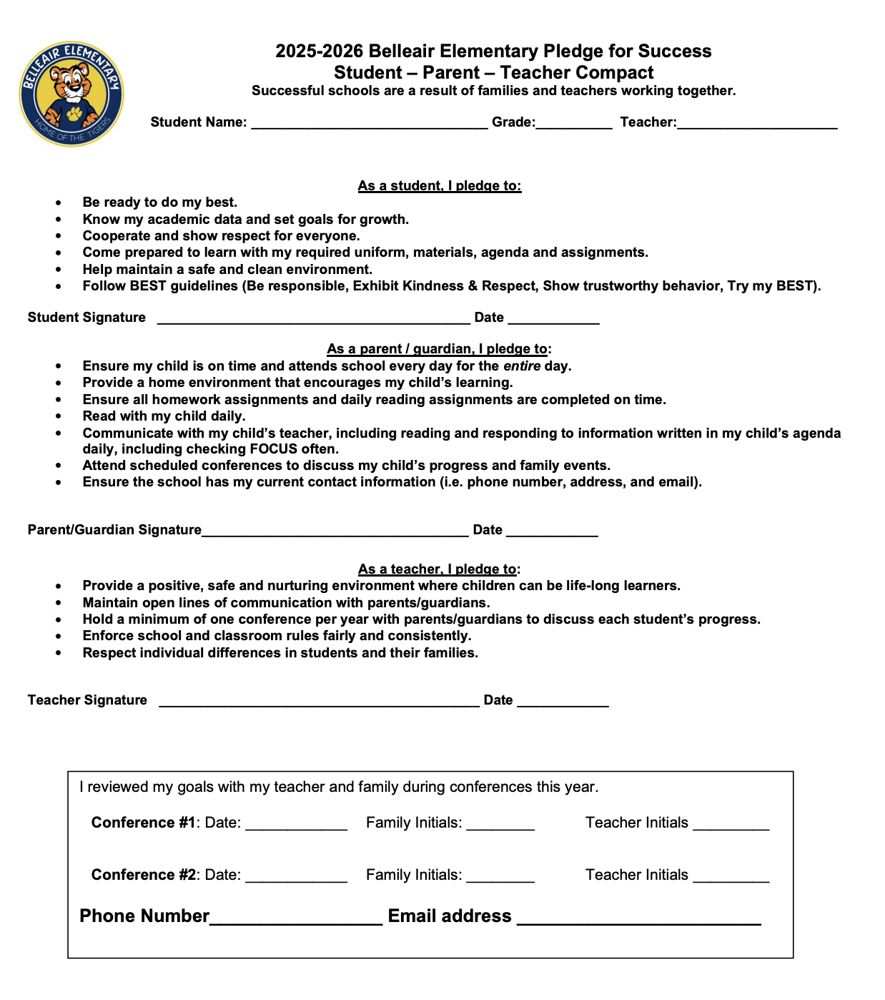 BELLEAIR ELEMENTARY
HOME OF THE TIGERS
2025-2026 Belleair Elementary Pledge for Success
Student – Parent – Teacher Compact
Successful schools are a result of families and teachers working together.
Student Name: _______________________________ Grade:__________ Teacher:_____________________
As a student, I pledge to:
• Be ready to do my best.
• Know my academic data and set goals for growth.
• Cooperate and show respect for everyone.
• Come prepared to learn with my required uniform, materials, agenda and assignments.
• Help maintain a safe and clean environment.
• Follow BEST guidelines (Be responsible, Exhibit Kindness & Respect, Show trustworthy behavior, Try my BEST).
Student Signature _________________________________________ Date ____________
As a parent / guardian, I pledge to:
• Ensure my child is on time and attends school every day for the entire day.
• Provide a home environment that encourages my child’s learning.
• Ensure all homework assignments and daily reading assignments are completed on time.
• Read with my child daily.
• Communicate with my child’s teacher, including reading and responding to information written in my child’s agenda
daily, including checking FOCUS often.
• Attend scheduled conferences to discuss my child’s progress and family events.
• Ensure the school has my current contact information (i.e. phone number, address, and email).
Parent/Guardian Signature___________________________________ Date ____________
As a teacher, I pledge to:
• Provide a positive, safe and nurturing environment where children can be life-long learners.
• Maintain open lines of communication with parents/guardians.
• Hold a minimum of one conference per year with parents/guardians to discuss each student’s progress.
• Enforce school and classroom rules fairly and consistently.
• Respect individual differences in students and their families.
Teacher Signature __________________________________________ Date ____________
I reviewed my goals with my teacher and family during conferences this year.
Conference #1: Date: ____________ Family Initials: ________ Teacher Initials _________
Conference #2: Date: ____________ Family Initials: ________ Teacher Initials _________
Phone Number_________________ Email address ________________________